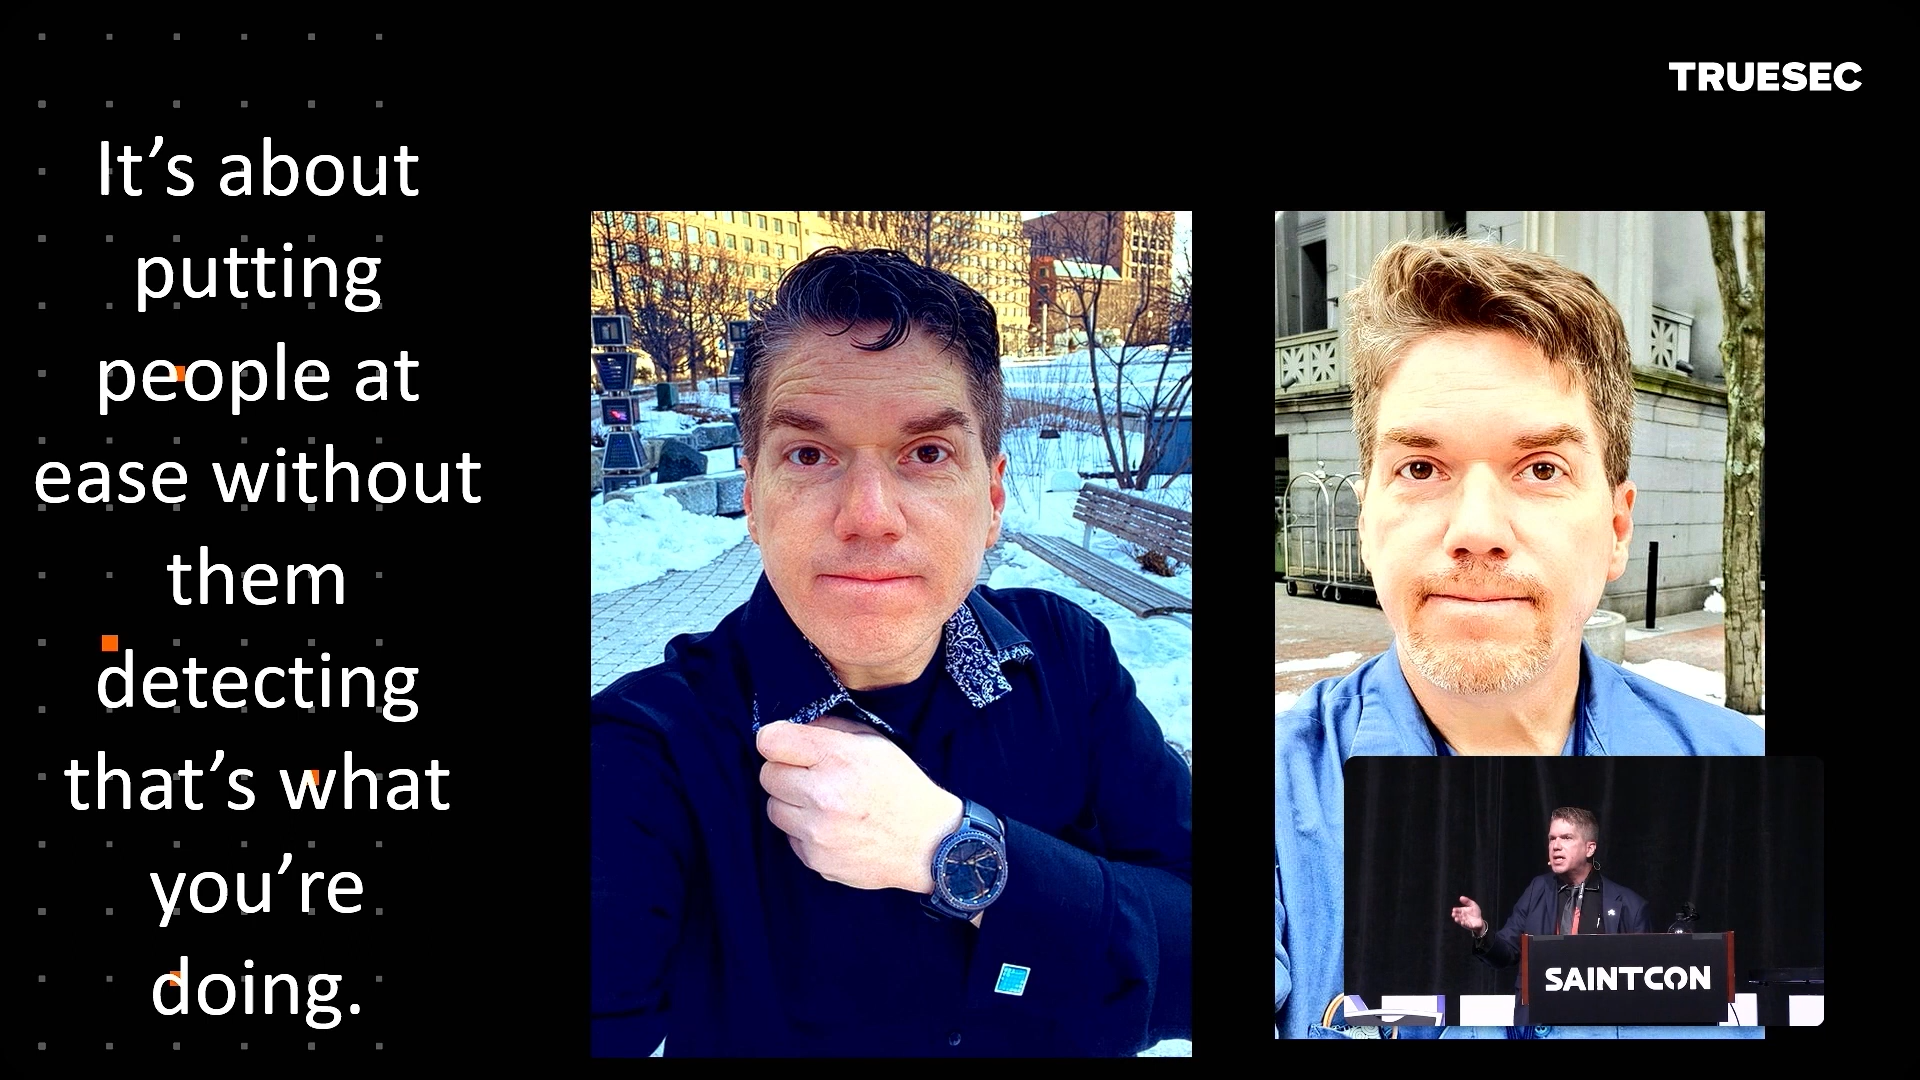 TRUESEC
It’s about
putting
people at
ease without
them
detecting
that’s what
you’re
doing.
SAINTCON